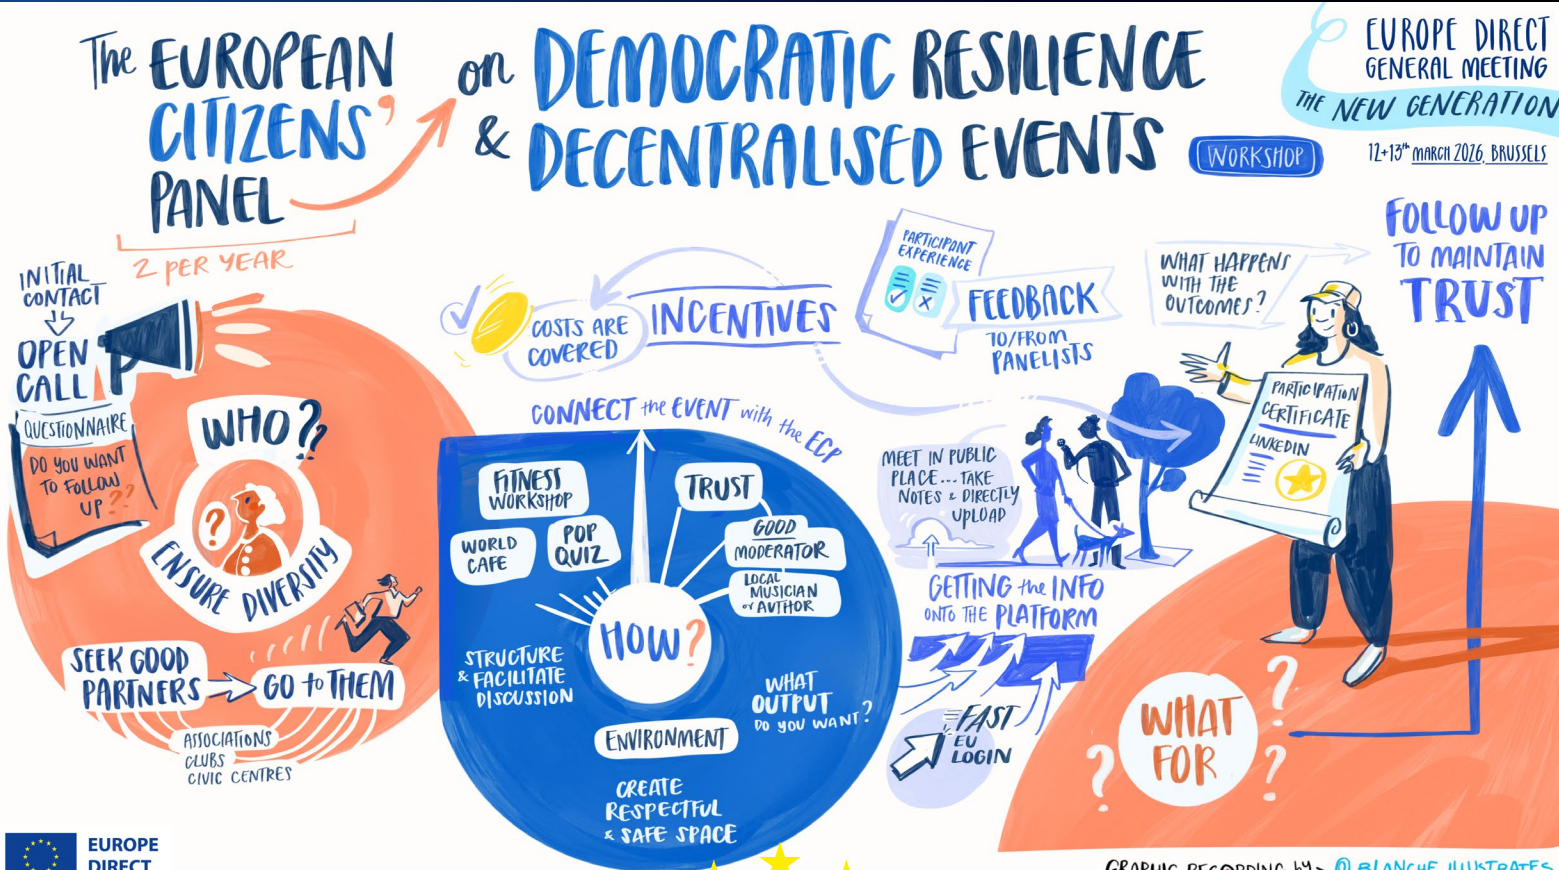 The EUROPEAN
CITIZENS'
PANEL
2 PER YEAR
on DEMOCRATIC RESILIENCE
& DECENTRALISED EVENTS
WORKSHOP
EUROPE DIRECT
GENERAL MEETING
THE NEW GENERATION
12+13th MARCH 2026, BRUSSELS
INITIAL
CONTACT
OPEN
CALL
QUESTIONNAIRE
DO YOU WANT
TO FOLLOW
UP??
WHO??
?
ENSURE DIVERSITY
SEEK GOOD
PARTNERS
GO to THEM
ASSOCIATIONS
CLUBS
CIVIC CENTRES
COSTS ARE
COVERED
INCENTIVES
CONNECT the EVENT with the ECP
FITNESS
WORKSHOP
WORLD
CAFE
POP
QUIZ
TRUST
GOOD
MODERATOR
LOCAL
MUSICIAN
or AUTHOR
HOW?
STRUCTURE
& FACILITATE
DISCUSSION
WHAT
OUTPUT
DO YOU WANT?
ENVIRONMENT
CREATE
RESPECTFUL
& SAFE SPACE
PARTICIPANT
EXPERIENCE
FEEDBACK
TO/FROM
PANELISTS
MEET IN PUBLIC
PLACE... TAKE
NOTES & DIRECTLY
UPLOAD
GETTING the INFO
ONTO THE PLATFORM
FAST
EU
LOGIN
WHAT HAPPENS
WITH THE
OUTCOMES?
FOLLOW UP
TO MAINTAIN
TRUST
PARTICIPATION
CERTIFICATE
LINKEDIN
WHAT
FOR
?
?
?
EUROPE
DIRECT
GRAPHIC RECORDING by @BLANCHE ILLUSTRATES